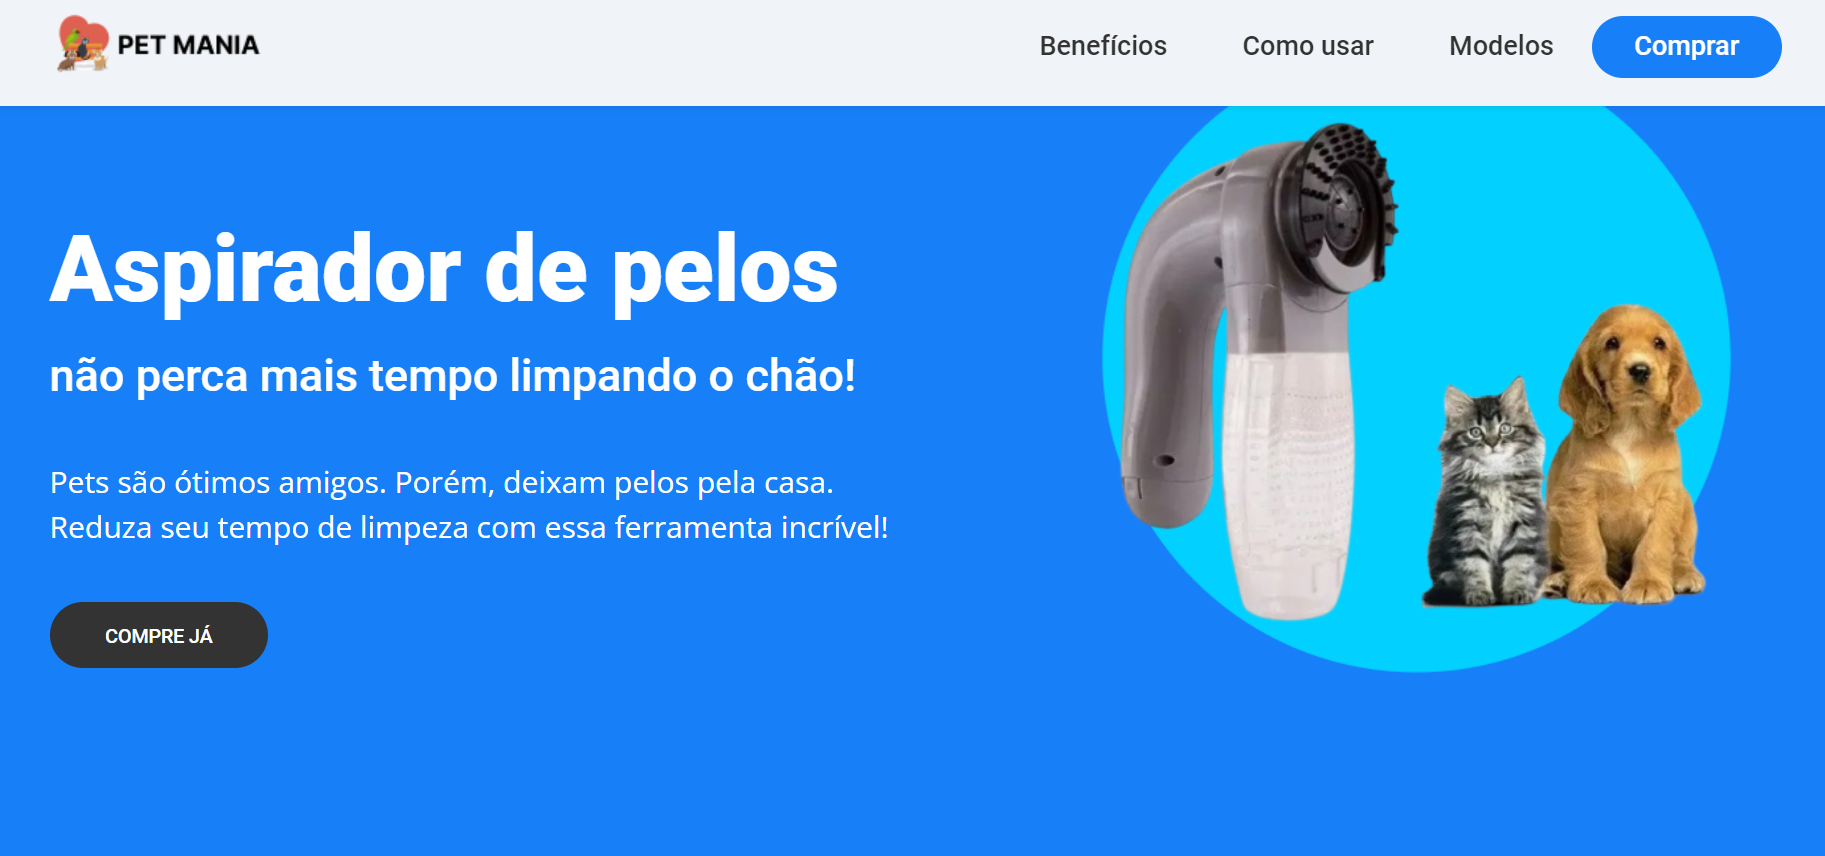 PET MANIA
Benefícios
Como usar
Modelos
Comprar
Aspirador de pelos
não perca mais tempo limpando o chão!
Pets são ótimos amigos. Porém, deixam pelos pela casa.
Reduza seu tempo de limpeza com essa ferramenta incrível!
COMPRE JÁ